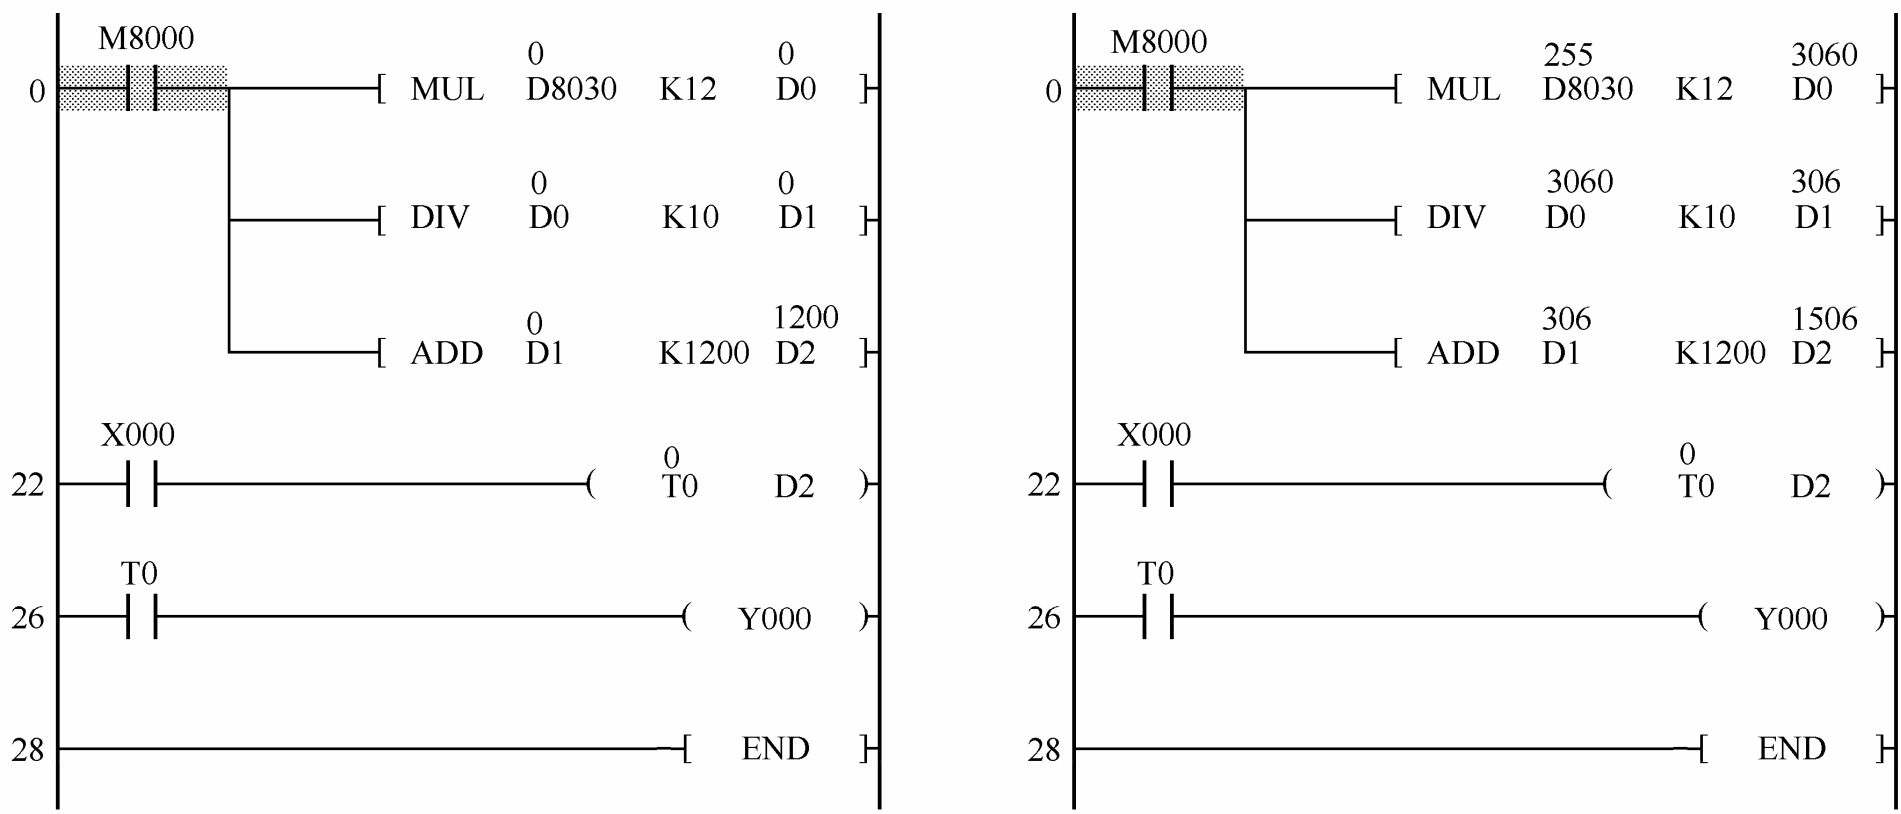 M8000
0 0
0 [ MUL D8030 K12 D0 ]
0 0
[ DIV D0 K10 D1 ]
0 1200
[ ADD D1 K1200 D2 ]
X000
0
22 ( T0 D2 )
T0
26 ( Y000 )
28 [ END ]
M8000
255 3060
0 [ MUL D8030 K12 D0 ]
3060 306
[ DIV D0 K10 D1 ]
306 1506
[ ADD D1 K1200 D2 ]
X000
0
22 ( T0 D2 )
T0
26 ( Y000 )
28 [ END ]